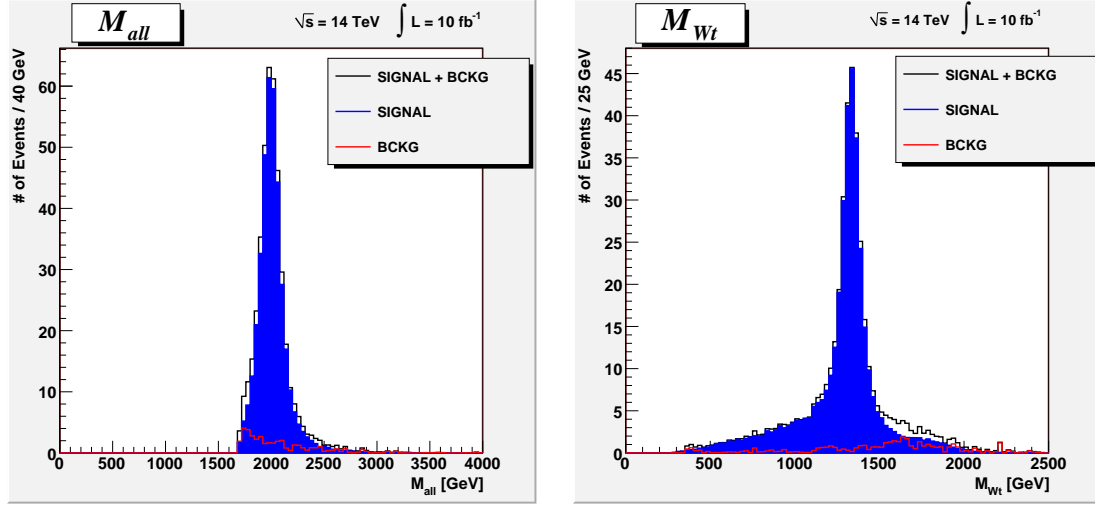 M_all
√s = 14 TeV ∫ L = 10 fb⁻¹
# of Events / 40 GeV
SIGNAL + BCKG
SIGNAL
BCKG
60
50
40
30
20
10
0
0 500 1000 1500 2000 2500 3000 3500 4000
M_all [GeV]
M_Wt
√s = 14 TeV ∫ L = 10 fb⁻¹
# of Events / 25 GeV
SIGNAL + BCKG
SIGNAL
BCKG
45
40
35
30
25
20
15
10
5
0
0 500 1000 1500 2000 2500
M_Wt [GeV]